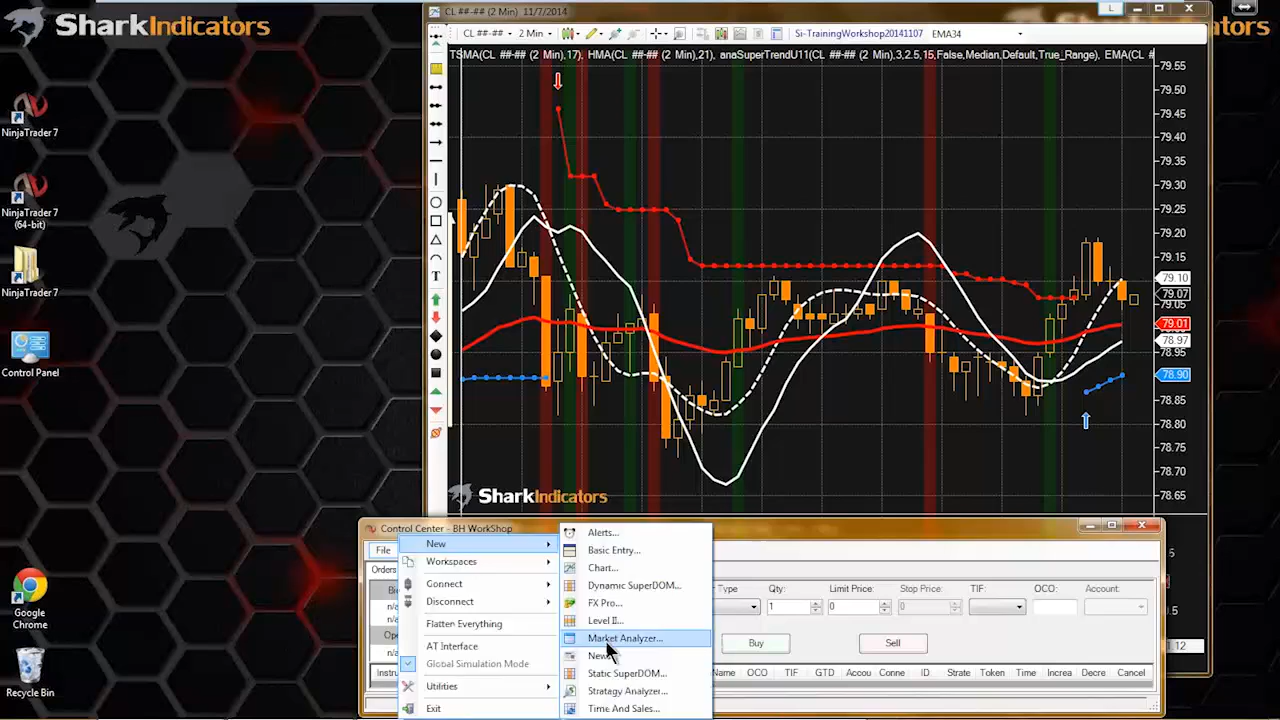 SharkIndicators
CL ##-## (2 Min) 11/7/2014
L
CL ##-##
2 Min
Si-TrainingWorkshop20141107
EMA34
TSMA(CL ##-## (2 Min),17), HMA(CL ##-## (2 Min),21), anaSuperTrendU11(CL ##-## (2 Min),3,2.5,15,False,Median,Default,True_Range), EMA(CL #
79.55
79.50
79.45
79.40
79.35
79.30
79.25
79.20
79.15
79.10
79.07
79.05
79.01
78.97
78.95
78.90
78.85
78.80
78.75
78.70
78.65
T
NinjaTrader 7
NinjaTrader 7
(64-bit)
NinjaTrader 7
Control Panel
Google
Chrome
Recycle Bin
SharkIndicators
Control Center - BH WorkShop
File
Orders
New
Workspaces
Connect
Disconnect
Flatten Everything
AT Interface
Global Simulation Mode
Utilities
Exit
Alerts...
Basic Entry...
Chart...
Dynamic SuperDOM...
FX Pro...
Level II...
Market Analyzer...
New
Static SuperDOM...
Strategy Analyzer...
Time And Sales...
Type
Qty:
Limit Price:
Stop Price:
TIF:
OCO:
Account:
1
0
0
Buy
Sell
n/a
n/a
Instru
Name
OCO
TIF
GTD
Accou
Conne
ID
Strate
Token
Time
Increa
Decre
Cancel
12